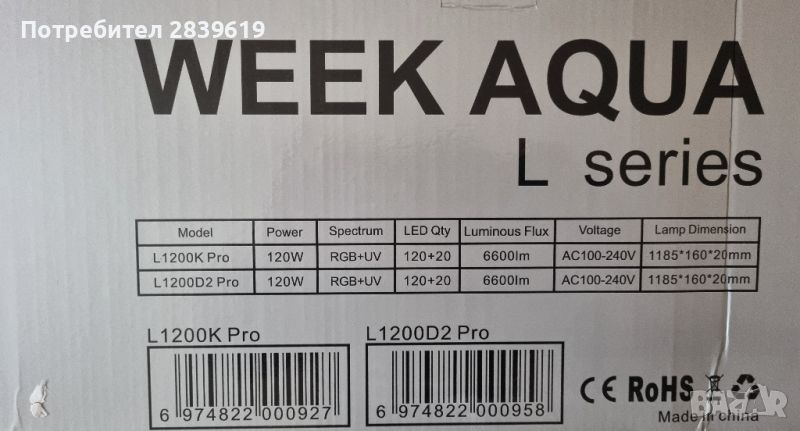 Потребител 2839619
WEEK AQUA
L series
Model Power Spectrum LED Qty Luminous Flux Voltage Lamp Dimension
L1200K Pro 120W RGB+UV 120+20 6600lm AC100-240V 1185*160*20mm
L1200D2 Pro 120W RGB+UV 120+20 6600lm AC100-240V 1185*160*20mm
L1200K Pro L1200D2 Pro
6 974822 000927 6 974822 000958
CE RoHS
BAZAR
Made in china